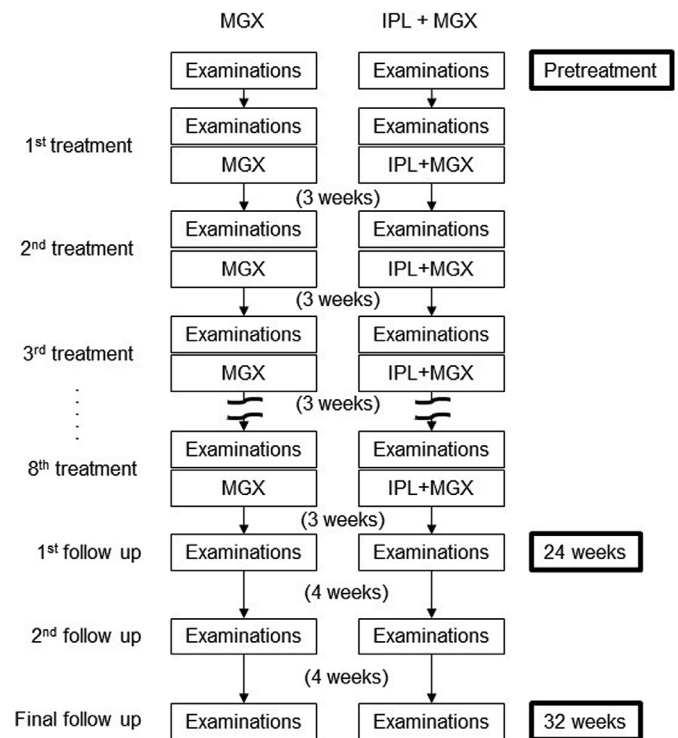 MGX IPL + MGX
Examinations Examinations Pretreatment
Examinations Examinations
1st treatment
MGX IPL+MGX
(3 weeks)
Examinations Examinations
2nd treatment
MGX IPL+MGX
(3 weeks)
Examinations Examinations
3rd treatment
MGX IPL+MGX
(3 weeks)
Examinations Examinations
8th treatment
MGX IPL+MGX
(3 weeks)
1st follow up Examinations Examinations 24 weeks
(4 weeks)
2nd follow up Examinations Examinations
(4 weeks)
Final follow up Examinations Examinations 32 weeks